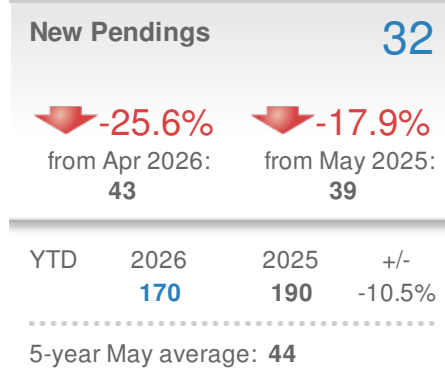 New Pendings 32
-25.6% -17.9%
from Apr 2026: from May 2025:
43 39
YTD 2026 2025 +/-
170 190 -10.5%
5-year May average: 44